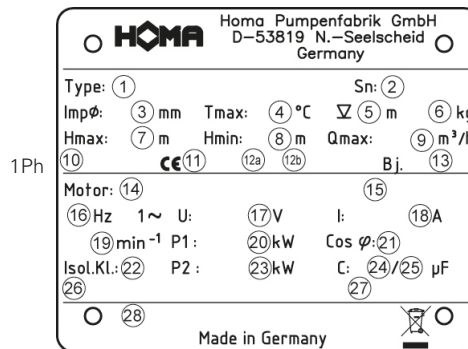 HOMA Homa Pumpenfabrik GmbH
D-53819 N.-Seelscheid
Germany
Type: 1 Sn: 2
Impø: 3 mm Tmax: 4 °C 5 m 6 kg
Hmax: 7 m Hmin: 8 m Qmax: 9 m³/h
1Ph 10 CE 11 12a 12b Bj. 13
Motor: 14 15
16 Hz 1~ U: 17 V I: 18 A
19 min⁻¹ P1: 20 kW Cos φ: 21
Isol.Kl.: 22 P2: 23 kW C: 24/25 µF
26 27
28
Made in Germany